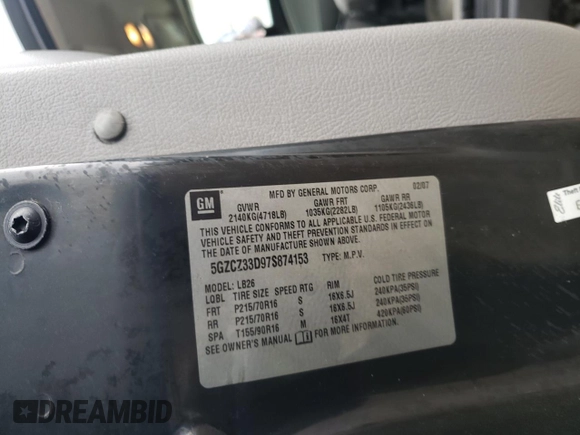 GM
MFD BY GENERAL MOTORS CORP. 02/07
GVWR GAWR FRT GAWR RR
2140KG(4718LB) 1035KG(2282LB) 1105KG(2436LB)
THIS VEHICLE CONFORMS TO ALL APPLICABLE U.S. FEDERAL MOTOR
VEHICLE SAFETY, BUMPER, AND THEFT PREVENTION STANDARDS IN EFFECT ON
THE DATE OF MANUFACTURE SHOWN ABOVE.
5GZCZ33D97S874153 TYPE: M.P.V.
MODEL: LB26
LQBL TIRE SIZE SPEED RTG RIM COLD TIRE PRESSURE
FRT P215/70R16 S 16X6.5J 240KPA(35PSI)
RR P215/70R16 S 16X6.5J 240KPA(35PSI)
SPA T155/90R16 M 16X4T 420KPA(60PSI)
SEE OWNER'S MANUAL FOR MORE INFORMATION.
DREAMBID